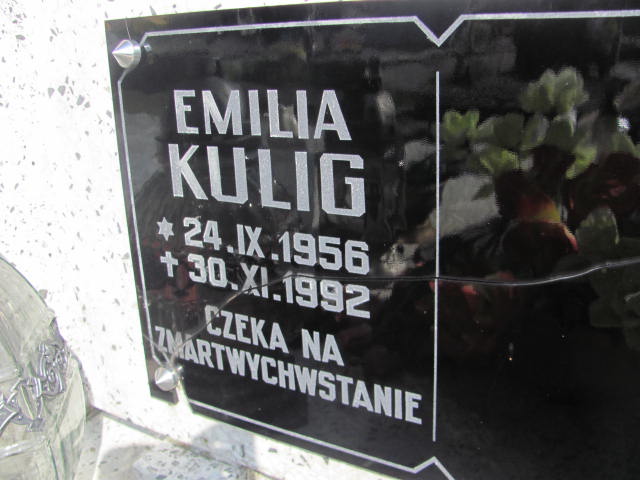 EMILIA
KULIG
* 24.IX.1956
✝ 30.XI.1992
CZEKA NA
ZMARTWYCHWSTANIE